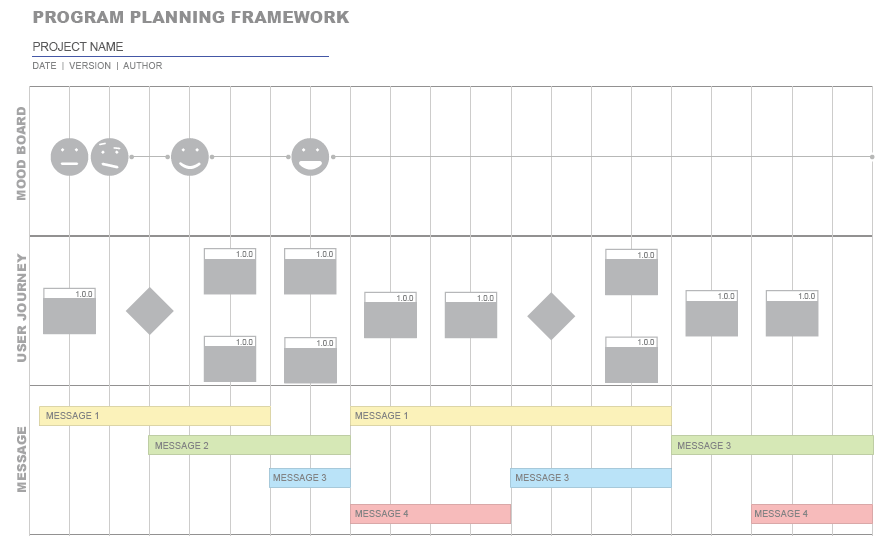 PROGRAM PLANNING FRAMEWORK
PROJECT NAME
DATE | VERSION | AUTHOR
MOOD BOARD
USER JOURNEY
1.0.0
1.0.0
1.0.0
1.0.0
1.0.0
1.0.0
1.0.0
1.0.0
1.0.0
1.0.0
1.0.0
MESSAGE
MESSAGE 1
MESSAGE 1
MESSAGE 2
MESSAGE 3
MESSAGE 3
MESSAGE 3
MESSAGE 4
MESSAGE 4